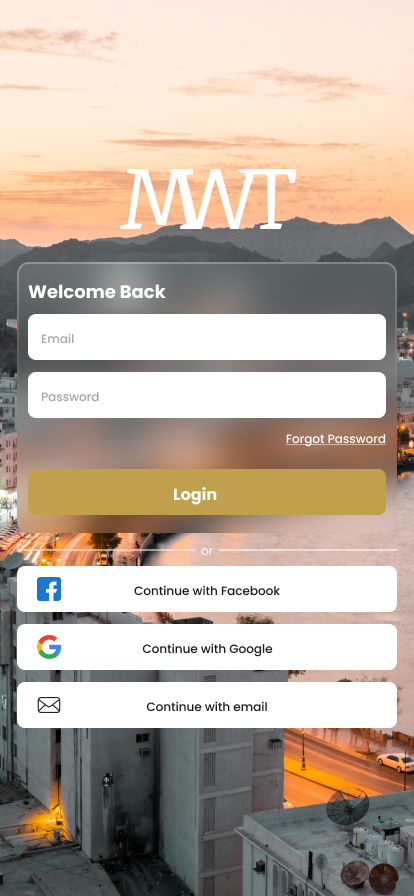 MWT
Welcome Back
Email
Password
Forgot Password
Login
or
Continue with Facebook
Continue with Google
Continue with email